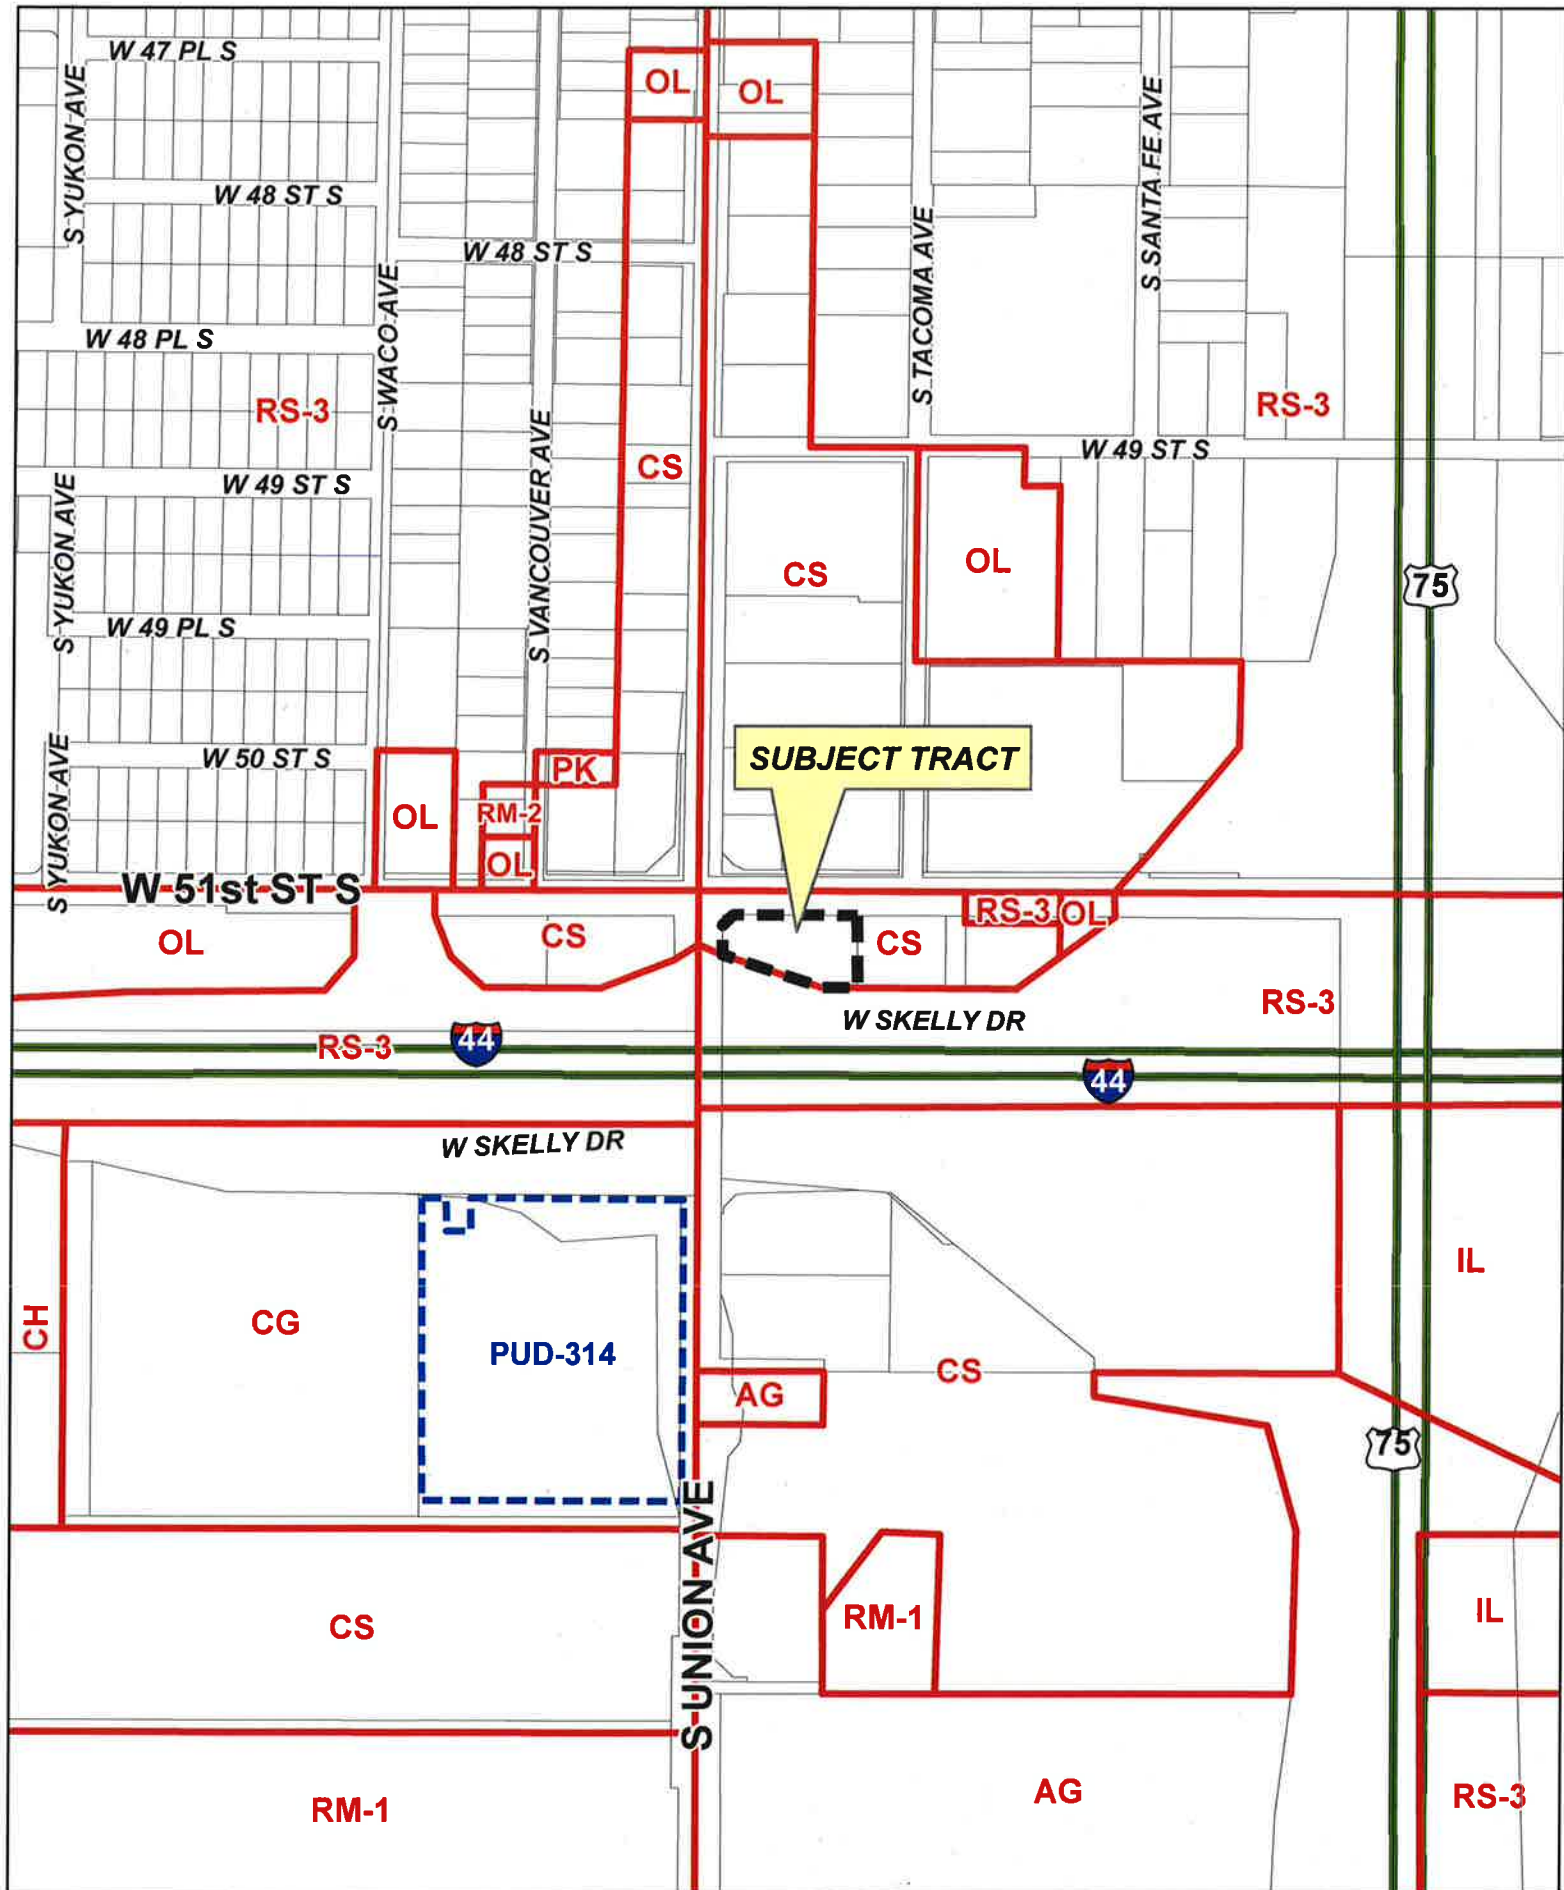 W 47 PL S
OL
OL
S YUKON AVE
S SANTA FE AVE
W 48 ST S
W 48 ST S
S TACOMA AVE
S WACO AVE
W 48 PL S
RS-3
RS-3
CS
W 49 ST S
W 49 ST S
S YUKON AVE
S VANCOUVER AVE
CS
OL
75
W 49 PL S
SUBJECT TRACT
W 50 ST S
PK
S YUKON AVE
OL
RM-2
OL
W 51st ST S
RS-3
OL
OL
CS
CS
RS-3
W SKELLY DR
RS-3
44
44
W SKELLY DR
IL
CH
CG
PUD-314
CS
AG
75
S UNION AVE
CS
RM-1
IL
RM-1
AG
RS-3